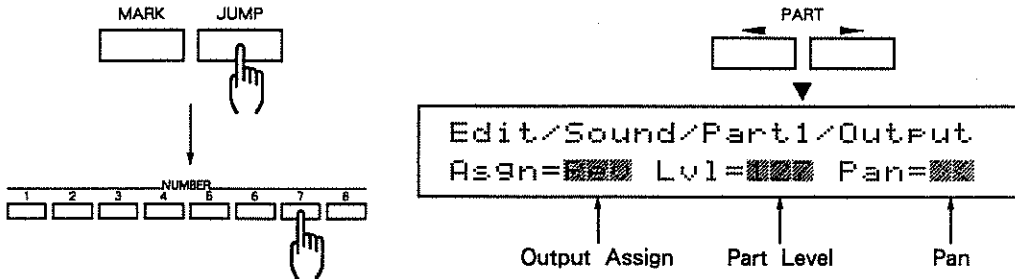 MARK JUMP
NUMBER
1 2 3 4 5 6 7 8
PART
Edit/Sound/Part1/Output
Asgn= Lvl= Pan=
Output Assign Part Level Pan